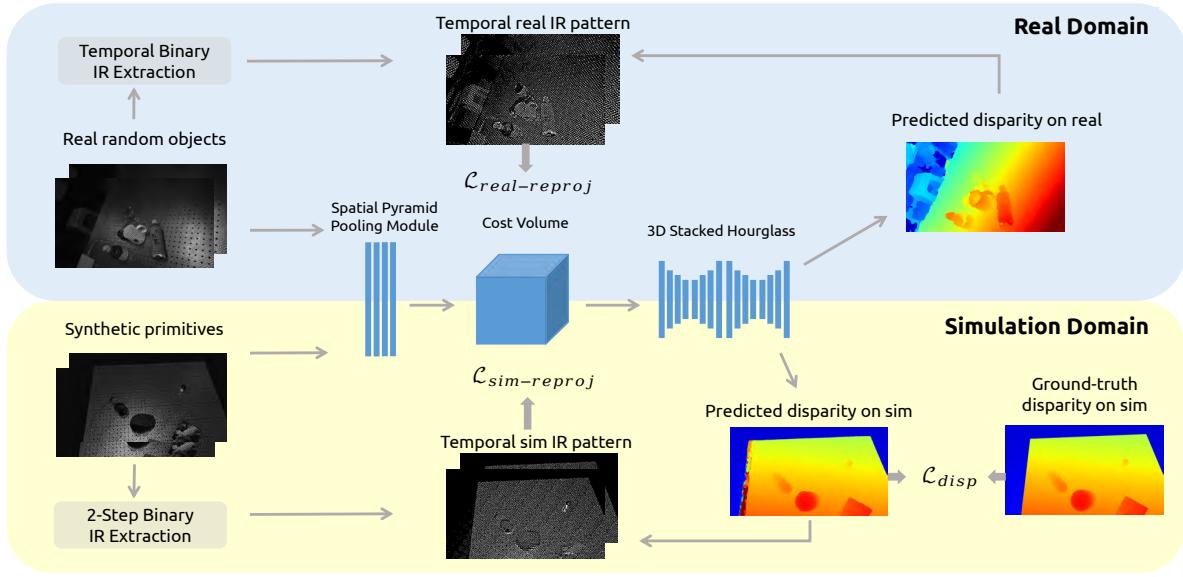 Real Domain
Temporal real IR pattern
Temporal Binary
IR Extraction
Real random objects
Predicted disparity on real
ℒreal−reproj
Spatial Pyramid
Pooling Module
Cost Volume
3D Stacked Hourglass
Simulation Domain
Synthetic primitives
ℒsim−reproj
Ground-truth
disparity on sim
Predicted disparity on sim
Temporal sim IR pattern
ℒdisp
2-Step Binary
IR Extraction